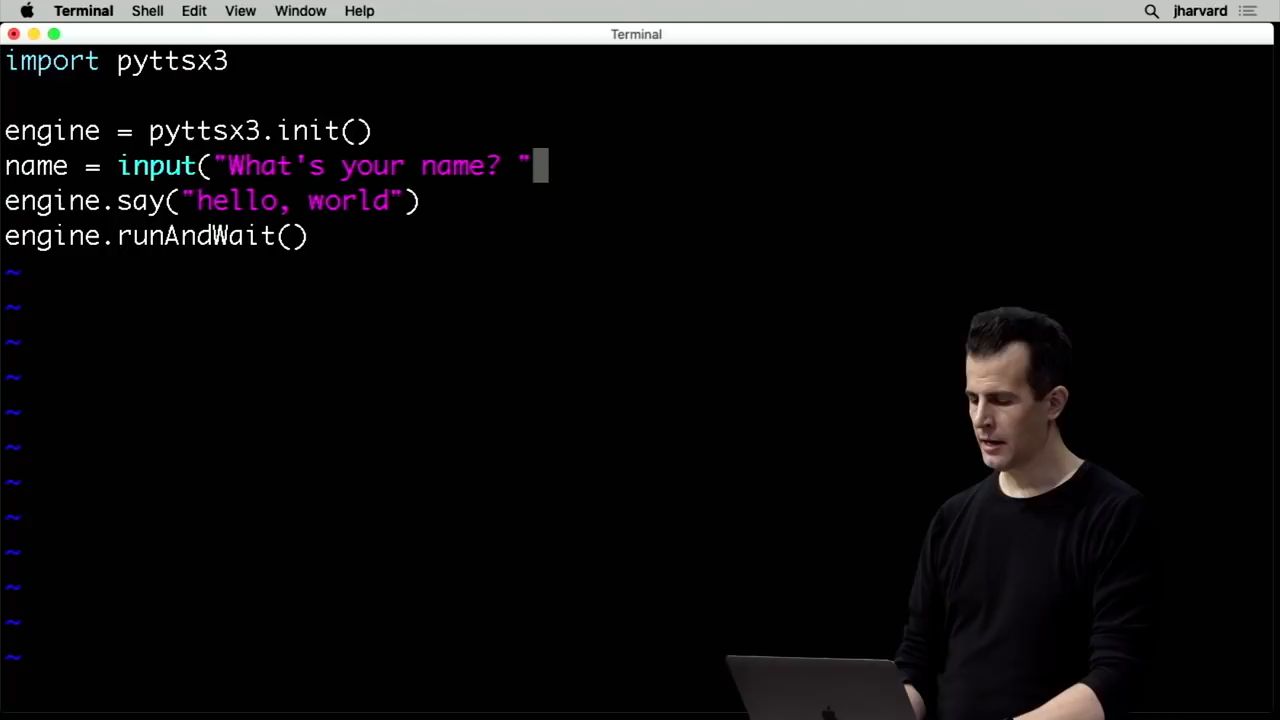 Terminal Shell Edit View Window Help jharvard
Terminal
import pyttsx3
engine = pyttsx3.init()
name = input("What's your name? "
engine.say("hello, world")
engine.runAndWait()
~
~
~
~
~
~
~
~
~
~
~
~